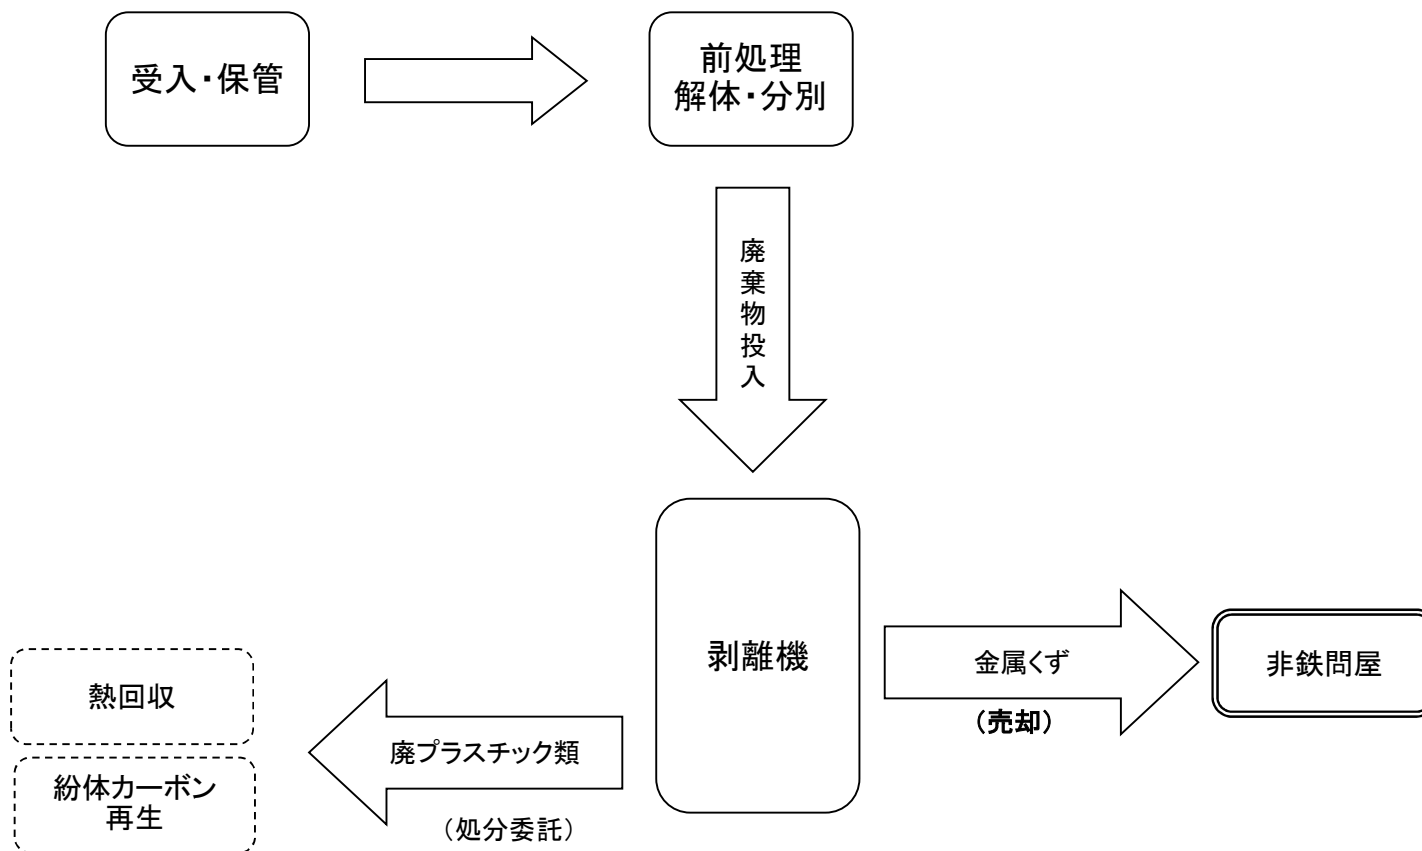 受入・保管
前処理
解体・分別
廃棄物投入
剥離機
金属くず
（売却）
非鉄問屋
熱回収
廃プラスチック類
（処分委託）
紛体カーボン
再生